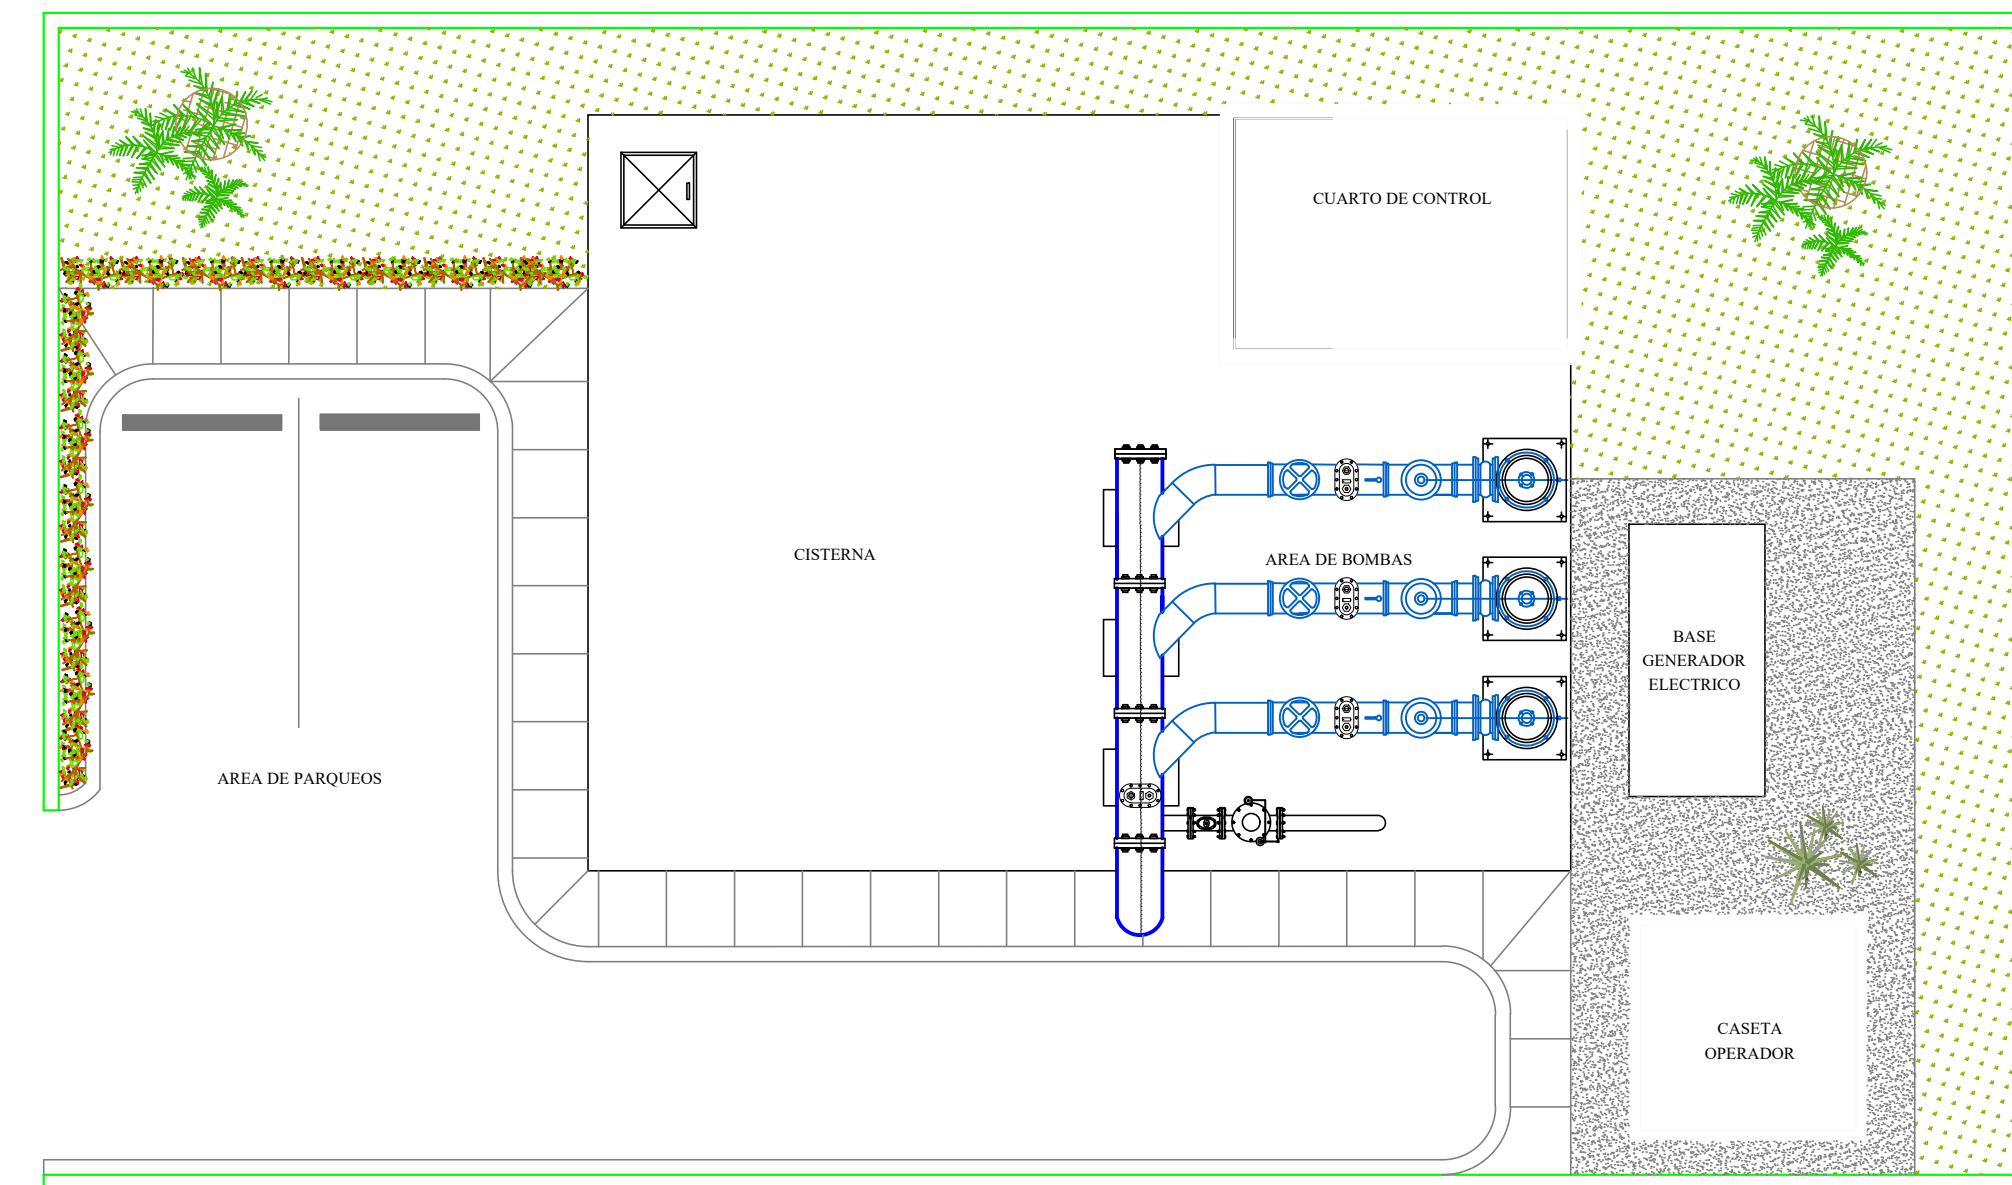 CUARTO DE CONTROL
CISTERNA
AREA DE BOMBAS
BASE
GENERADOR
ELECTRICO
AREA DE PARQUEOS
CASETA
OPERADOR